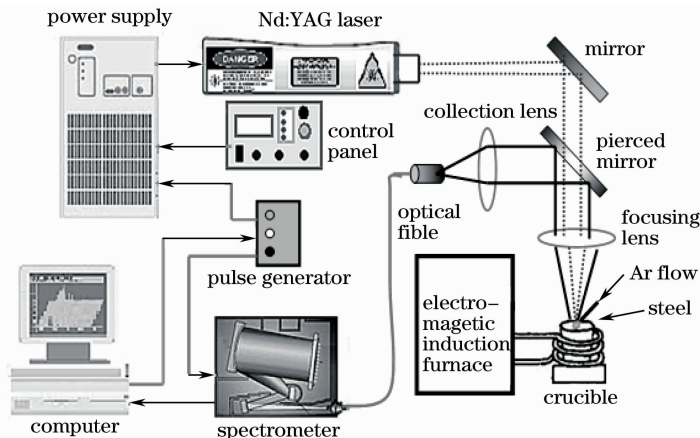 power supply
Nd:YAG laser
DANGER
mirror
collection lens
control
panel
pierced
mirror
optical
fible
focusing
lens
pulse generator
Ar flow
steel
electro-
magetic
induction
furnace
crucible
computer
spectrometer